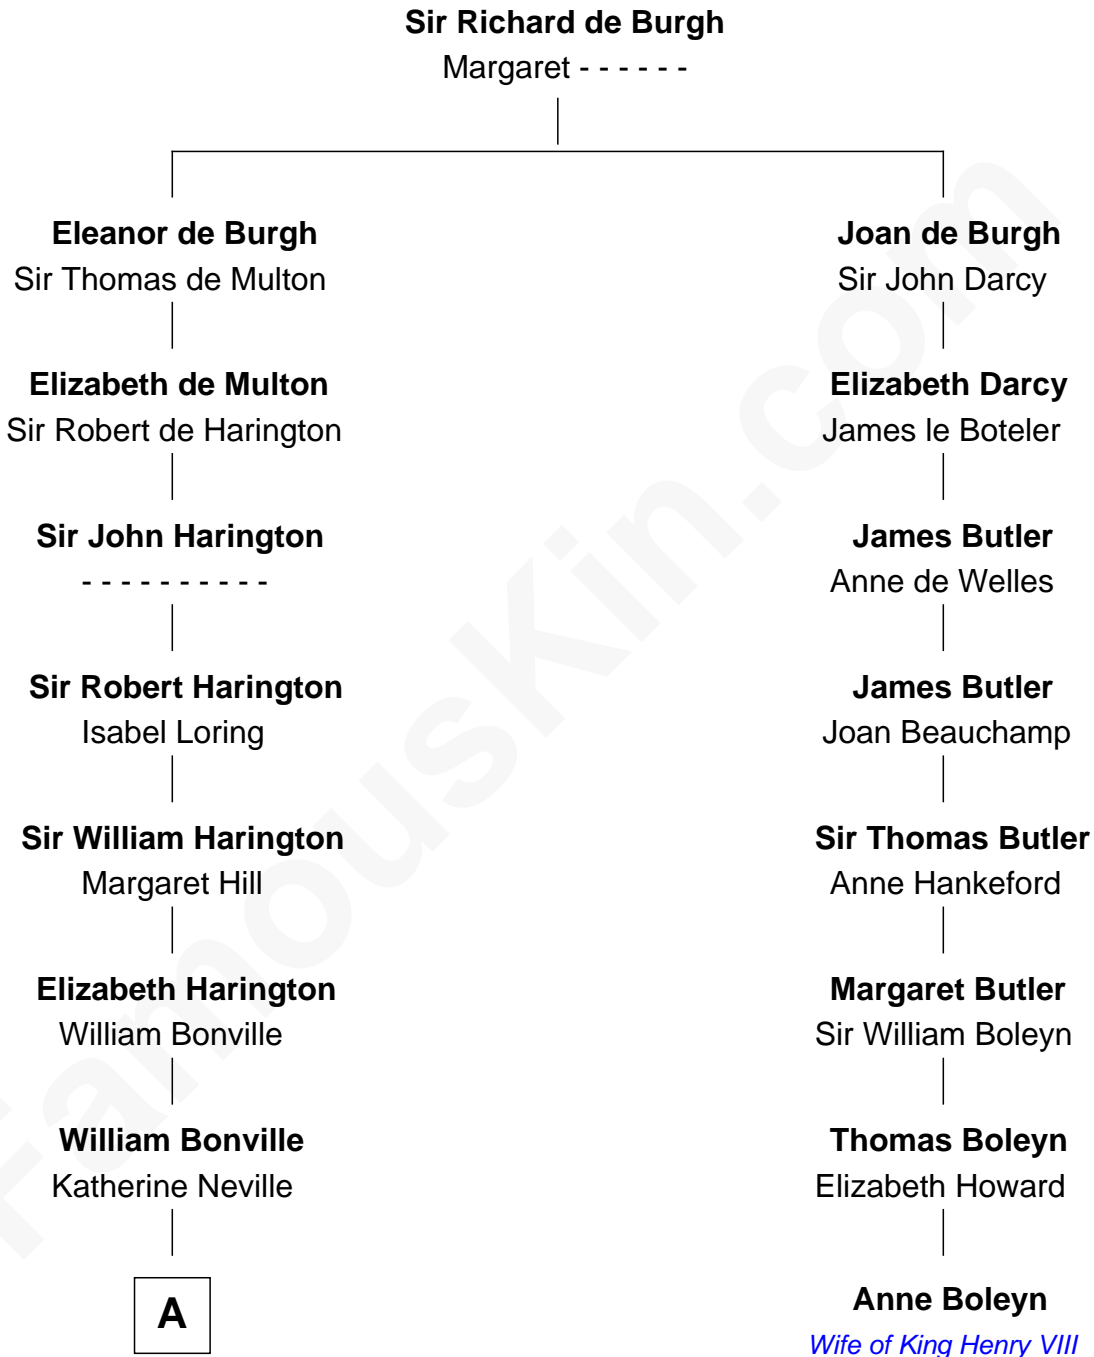 Sir Richard de Burgh
Margaret - - - - - -
Eleanor de Burgh
Sir Thomas de Multon
Joan de Burgh
Sir John Darcy
Elizabeth de Multon
Sir Robert de Harington
Elizabeth Darcy
James le Boteler
Sir John Harington
- - - - - - - - - -
James Butler
Anne de Welles
Sir Robert Harington
Isabel Loring
James Butler
Joan Beauchamp
Sir William Harington
Margaret Hill
Sir Thomas Butler
Anne Hankeford
Elizabeth Harington
William Bonville
Margaret Butler
Sir William Boleyn
William Bonville
Katherine Neville
Thomas Boleyn
Elizabeth Howard
A
Anne Boleyn
Wife of King Henry VIII
FamousKin.com